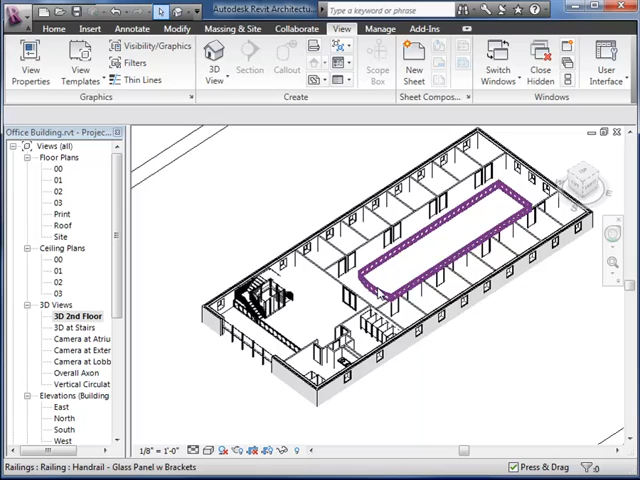 Autodesk Revit Architectu...
Type a keyword or phrase
Home Insert Annotate Modify Massing & Site Collaborate View Manage Add-Ins
View Properties
View Templates
Visibility/Graphics
Filters
Thin Lines
3D View
Section
Callout
Scope Box
New Sheet
Switch Windows
Close Hidden
User Interface
Graphics Create Sheet Compos... Windows
Office Building.rvt - Projec...
Views (all)
Floor Plans
00
01
02
03
Print
Roof
Site
Ceiling Plans
00
01
02
03
3D Views
3D 2nd Floor
3D at Stairs
Camera at Atriu
Camera at Exter
Camera at Lobb
Overall Axon
Vertical Circulat
Elevations (Building
East
North
South
West
1/8" = 1'-0"
Railings : Railing : Handrail - Glass Panel w Brackets
Press & Drag
:0